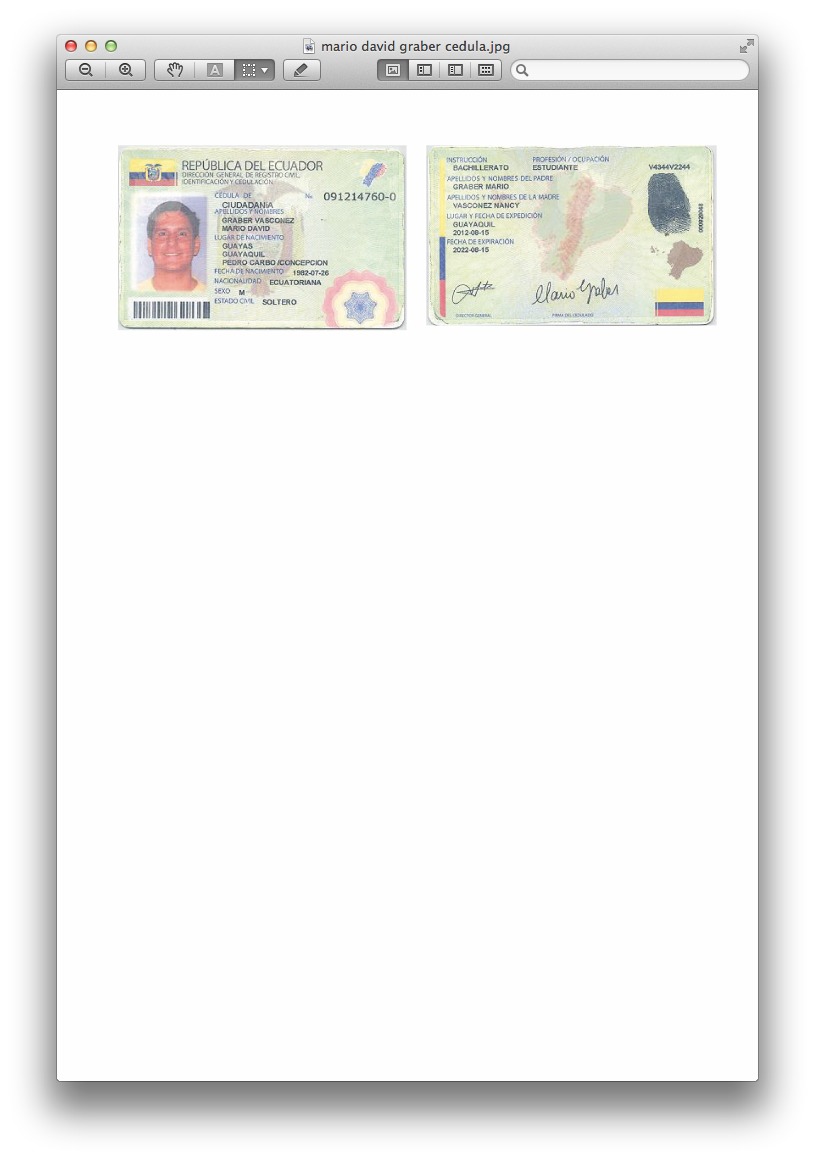 mario david graber cedula.jpg
REPÚBLICA DEL ECUADOR
DIRECCIÓN GENERAL DE REGISTRO CIVIL,
IDENTIFICACIÓN Y CEDULACIÓN
CÉDULA DE No 091214760-0
CIUDADANÍA
APELLIDOS Y NOMBRES
GRABER VASCONEZ
MARIO DAVID
LUGAR DE NACIMIENTO
GUAYAS
GUAYAQUIL
PEDRO CARBO /CONCEPCION
FECHA DE NACIMIENTO 1982-07-26
NACIONALIDAD ECUATORIANA
SEXO M
ESTADO CIVIL SOLTERO
INSTRUCCIÓN PROFESIÓN / OCUPACIÓN
BACHILLERATO ESTUDIANTE V4344V2244
APELLIDOS Y NOMBRES DEL PADRE
GRABER MARIO
APELLIDOS Y NOMBRES DE LA MADRE
VASCONEZ NANCY
LUGAR Y FECHA DE EXPEDICIÓN
GUAYAQUIL
2012-08-15
FECHA DE EXPIRACIÓN
2022-08-15
Mario Graber
DIRECTOR GENERAL FIRMA DEL CEDULADO